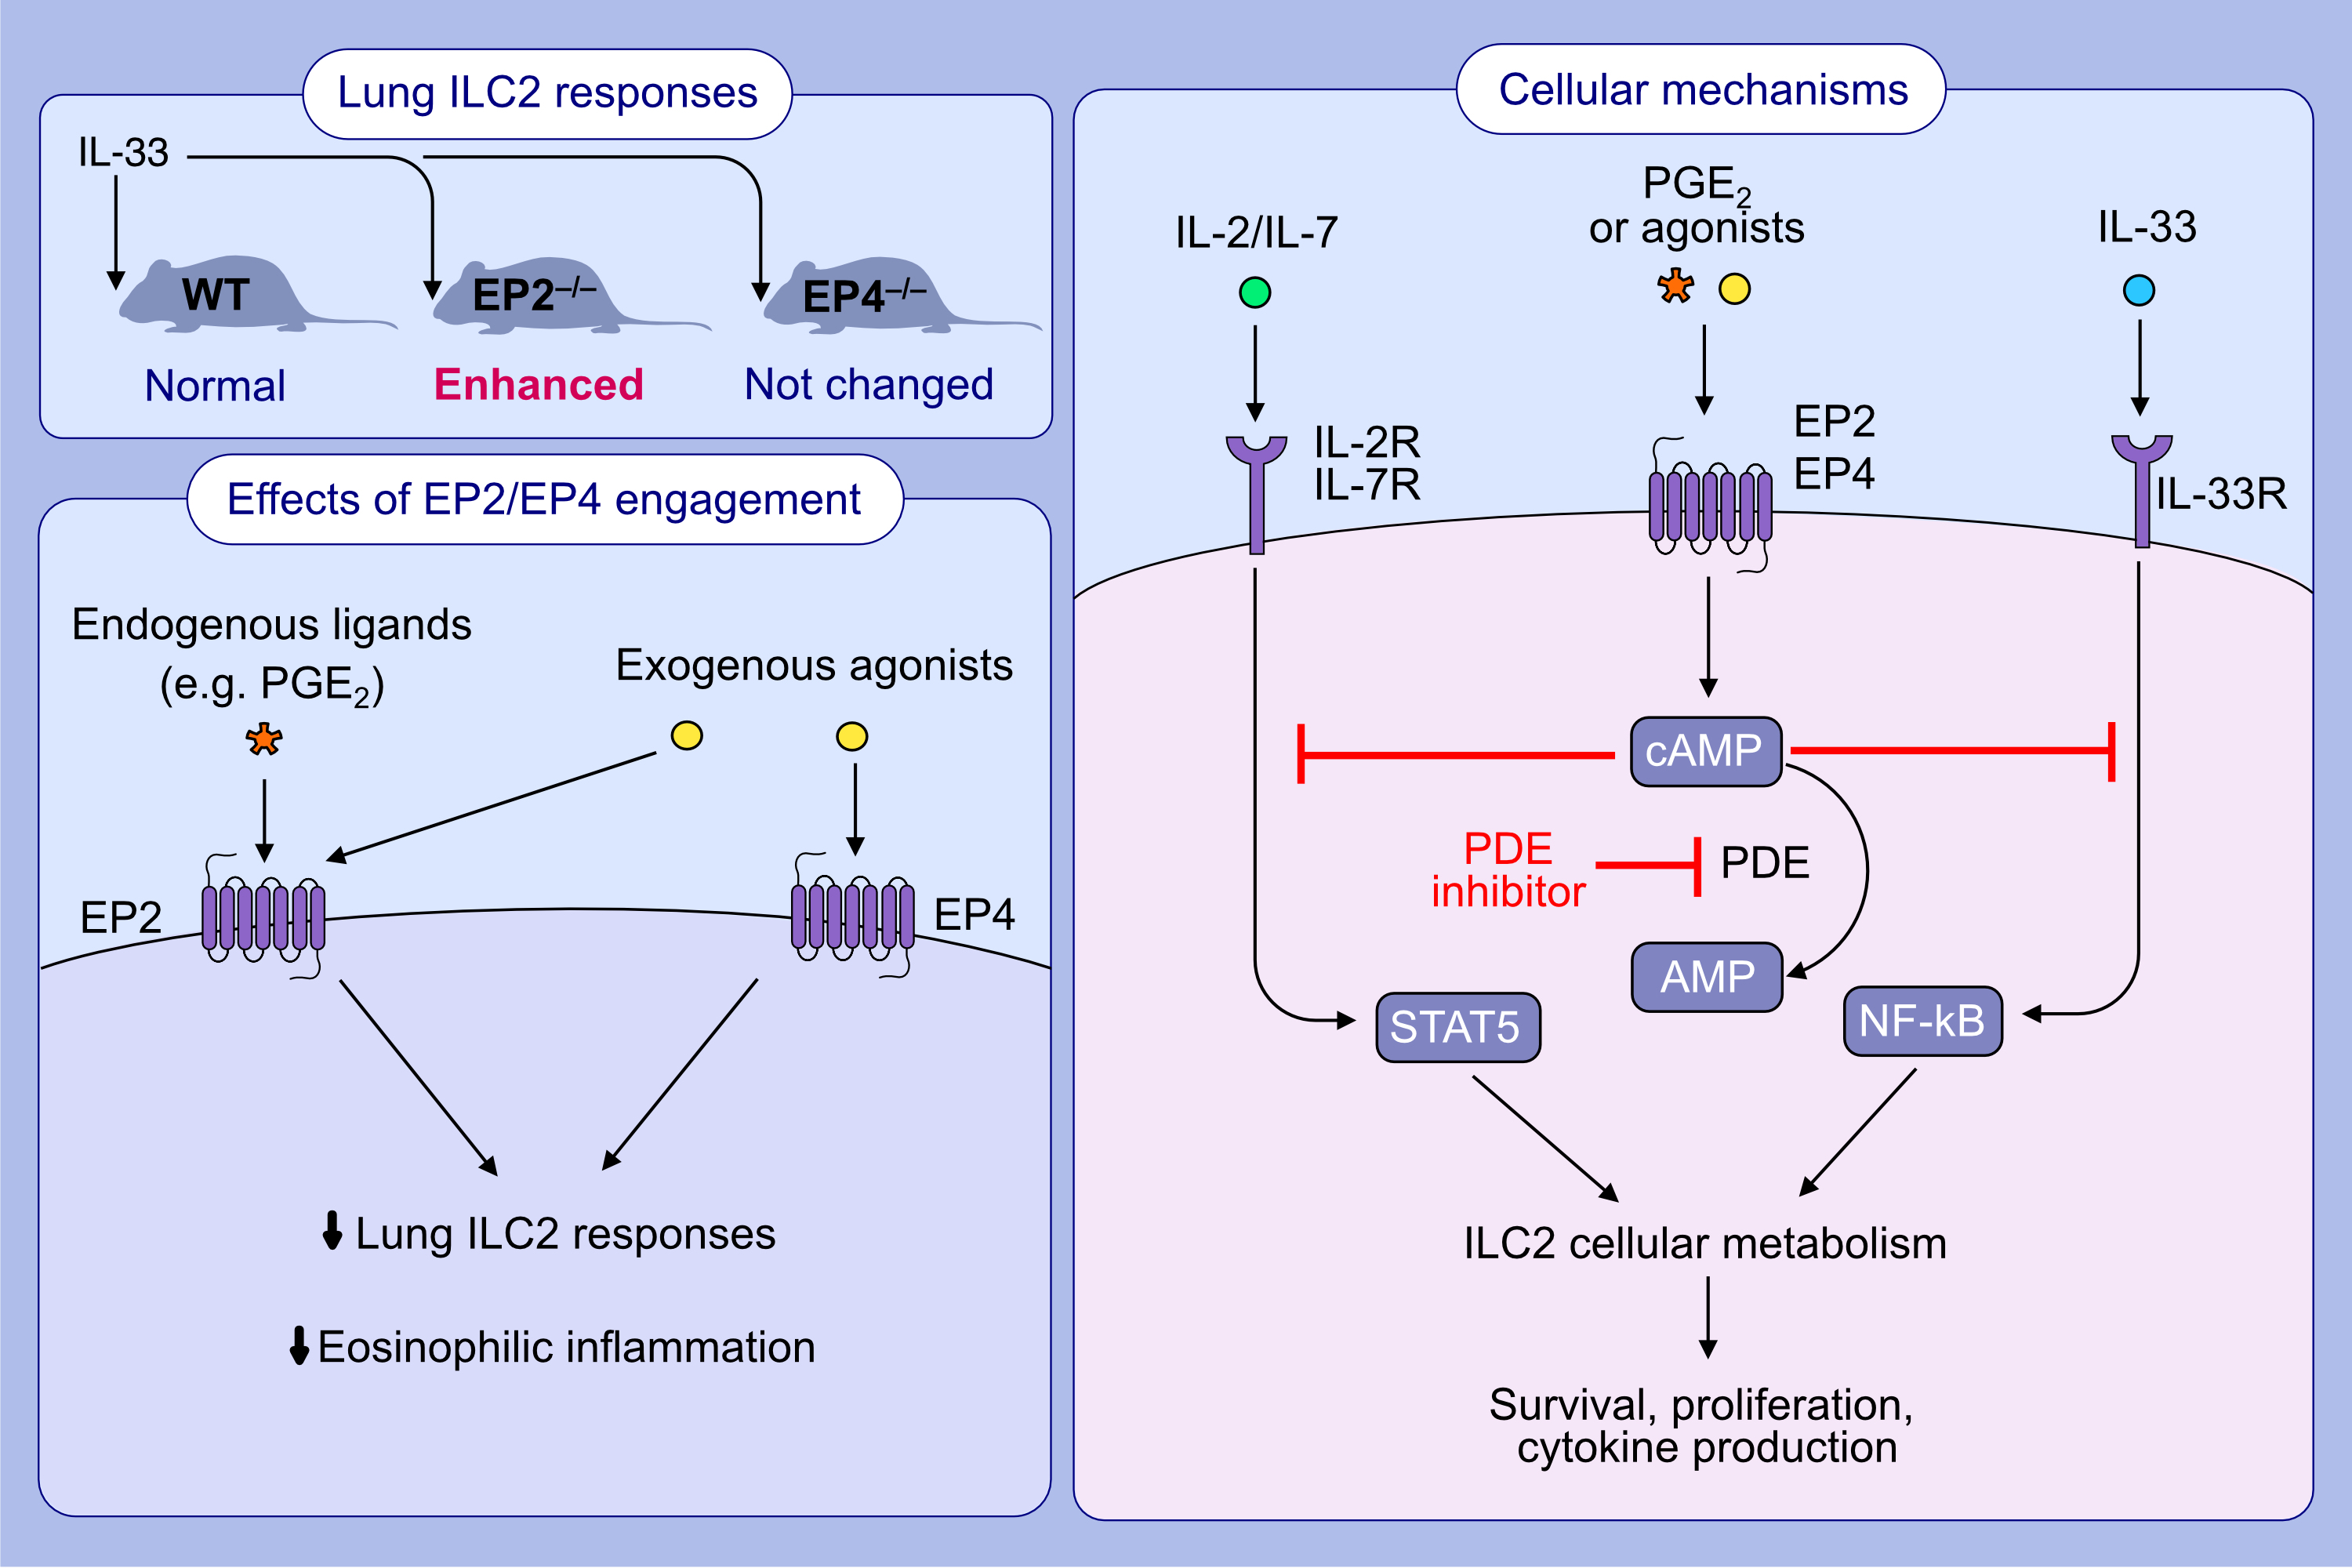 Lung ILC2 responses
IL-33
WT
EP2–/–
EP4–/–
Normal
Enhanced
Not changed
Effects of EP2/EP4 engagement
Endogenous ligands
(e.g. PGE2)
Exogenous agonists
EP2
EP4
Lung ILC2 responses
Eosinophilic inflammation
Cellular mechanisms
IL-2/IL-7
PGE2
or agonists
IL-33
IL-2R
IL-7R
EP2
EP4
IL-33R
cAMP
PDE
inhibitor
PDE
AMP
STAT5
NF-kB
ILC2 cellular metabolism
Survival, proliferation,
cytokine production